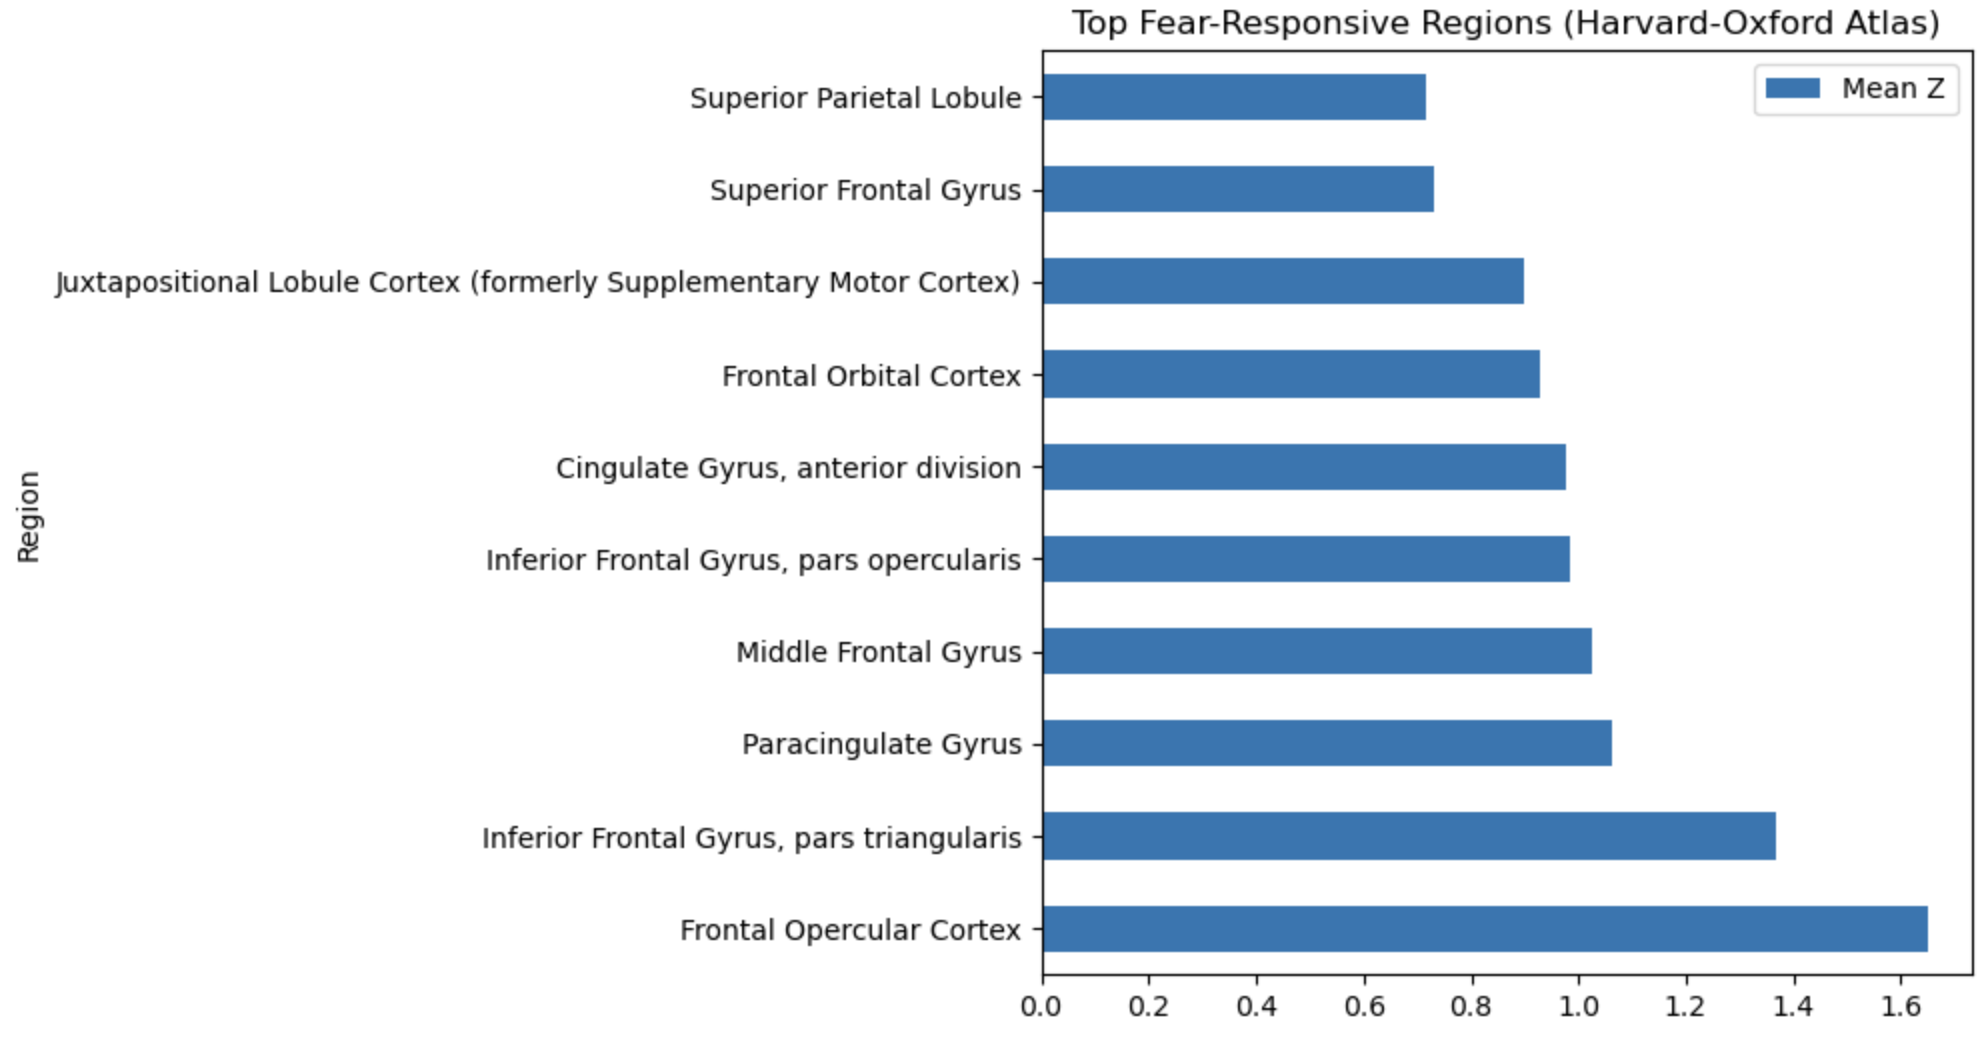 Top Fear-Responsive Regions (Harvard-Oxford Atlas)
Mean Z
Superior Parietal Lobule
Superior Frontal Gyrus
Juxtapositional Lobule Cortex (formerly Supplementary Motor Cortex)
Frontal Orbital Cortex
Cingulate Gyrus, anterior division
Inferior Frontal Gyrus, pars opercularis
Middle Frontal Gyrus
Paracingulate Gyrus
Inferior Frontal Gyrus, pars triangularis
Frontal Opercular Cortex
Region
0.0 0.2 0.4 0.6 0.8 1.0 1.2 1.4 1.6